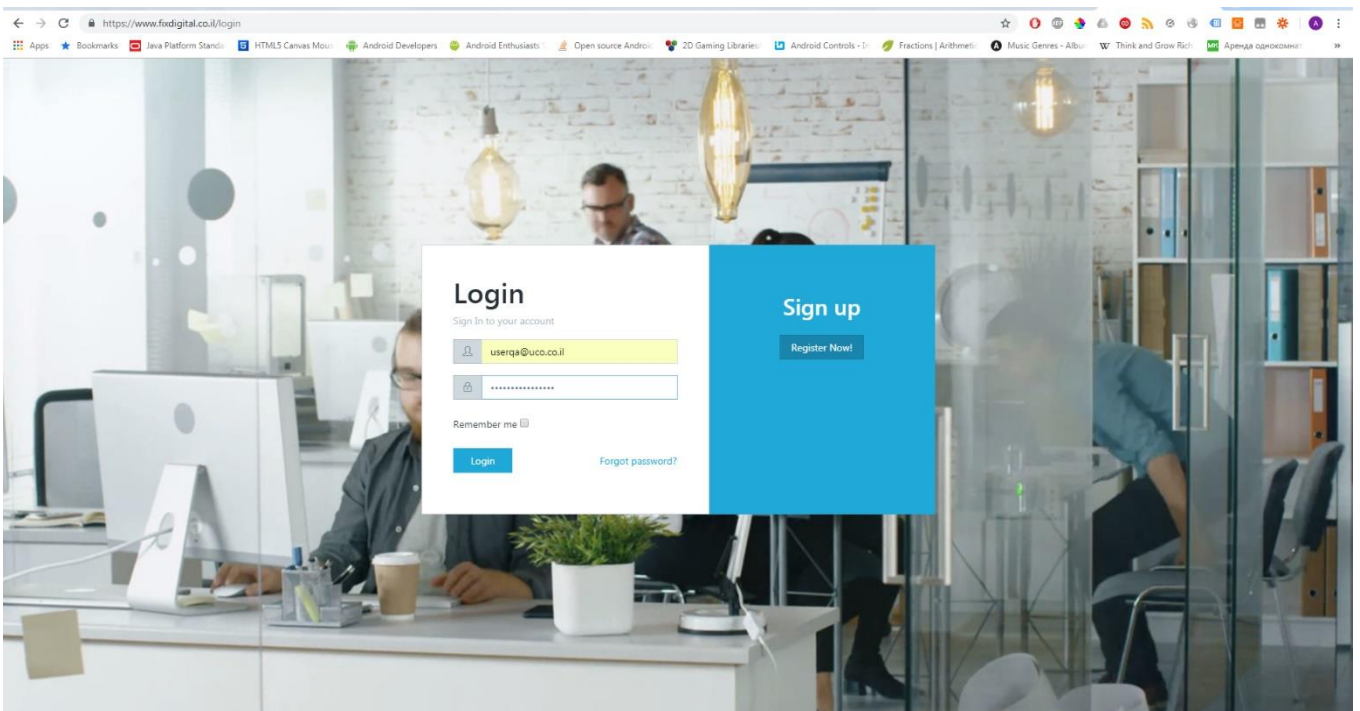 https://www.fixdigital.co.il/login
Apps Bookmarks Java Platform Standa HTML5 Canvas Mous Android Developers Android Enthusiasts Open source Androi 2D Gaming Libraries Android Controls - Fractions | Arithmetic Music Genres - Albu Think and Grow Rich Аренда однокомнат »
Login
Sign In to your account
userqa@uco.co.il
Remember me
Login
Forgot password?
Sign up
Register Now!